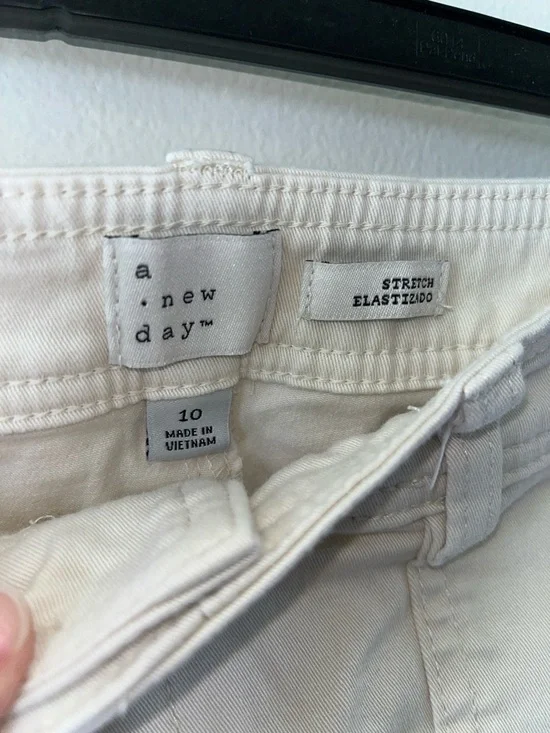 a
. new
day™
STRETCH
ELASTIZADO
10
MADE IN
VIETNAM